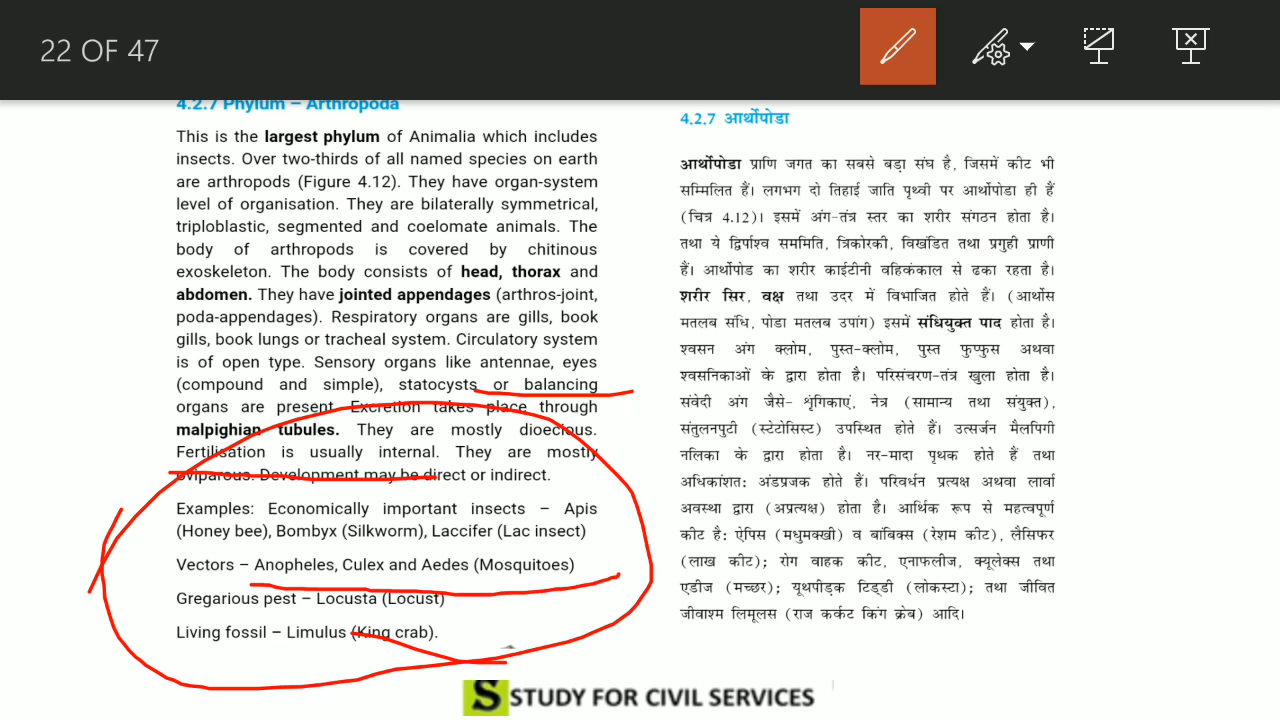 22 OF 47
4.2.7 Phylum – Arthropoda
This is the largest phylum of Animalia which includes
insects. Over two-thirds of all named species on earth
are arthropods (Figure 4.12). They have organ-system
level of organisation. They are bilaterally symmetrical,
triploblastic, segmented and coelomate animals. The
body of arthropods is covered by chitinous
exoskeleton. The body consists of head, thorax and
abdomen. They have jointed appendages (arthros-joint,
poda-appendages). Respiratory organs are gills, book
gills, book lungs or tracheal system. Circulatory system
is of open type. Sensory organs like antennae, eyes
(compound and simple), statocysts or balancing
organs are present. Excretion takes place through
malpighian tubules. They are mostly dioecious.
Fertilisation is usually internal. They are mostly
oviparous. Development may be direct or indirect.
Examples: Economically important insects – Apis
(Honey bee), Bombyx (Silkworm), Laccifer (Lac insect)
Vectors – Anopheles, Culex and Aedes (Mosquitoes)
Gregarious pest – Locusta (Locust)
Living fossil – Limulus (King crab).
4.2.7 आर्थोपोडा
आर्थोपोडा प्राणि जगत का सबसे बड़ा संघ है, जिसमें कीट भी
सम्मिलित हैं। लगभग दो तिहाई जाति पृथ्वी पर आर्थोपोडा ही हैं
(चित्र 4.12)। इसमें अंग-तंत्र स्तर का शरीर संगठन होता है।
तथा ये द्विर्पाश्व सममिति, त्रिकोरकी, विखंडित तथा प्रगुही प्राणी
हैं। आर्थोपोड का शरीर काईटीनी वहिकंकाल से ढका रहता है।
शरीर सिर, वक्ष तथा उदर में विभाजित होते हैं। (आर्थोस
मतलब संधि, पोडा मतलब उपांग) इसमें संधियुक्त पाद होता है।
श्वसन अंग क्लोम, पुस्त-क्लोम, पुस्त फुप्फुस अथवा
श्वसनिकाओं के द्वारा होता है। परिसंचरण-तंत्र खुला होता है।
संवेदी अंग जैसे- शृंगिकाएं, नेत्र (सामान्य तथा संयुक्त),
संतुलनपुटी (स्टेटोसिस्ट) उपस्थित होते हैं। उत्सर्जन मैलपिगी
नलिका के द्वारा होता है। नर-मादा पृथक होते हैं तथा
अधिकांशत: अंडप्रजक होते हैं। परिवर्धन प्रत्यक्ष अथवा लार्वा
अवस्था द्वारा (अप्रत्यक्ष) होता है। आर्थिक रूप से महत्वपूर्ण
कीट है: ऐपिस (मधुमक्खी) व बांबिक्स (रेशम कीट), लैसिफर
(लाख कीट); रोग वाहक कीट, एनाफलीज, क्यूलेक्स तथा
एडीज (मच्छर); यूथपीड़क टिड्डी (लोकस्टा); तथा जीवित
जीवाश्म लिमूलस (राज कर्कट किंग क्रेब) आदि।
S STUDY FOR CIVIL SERVICES